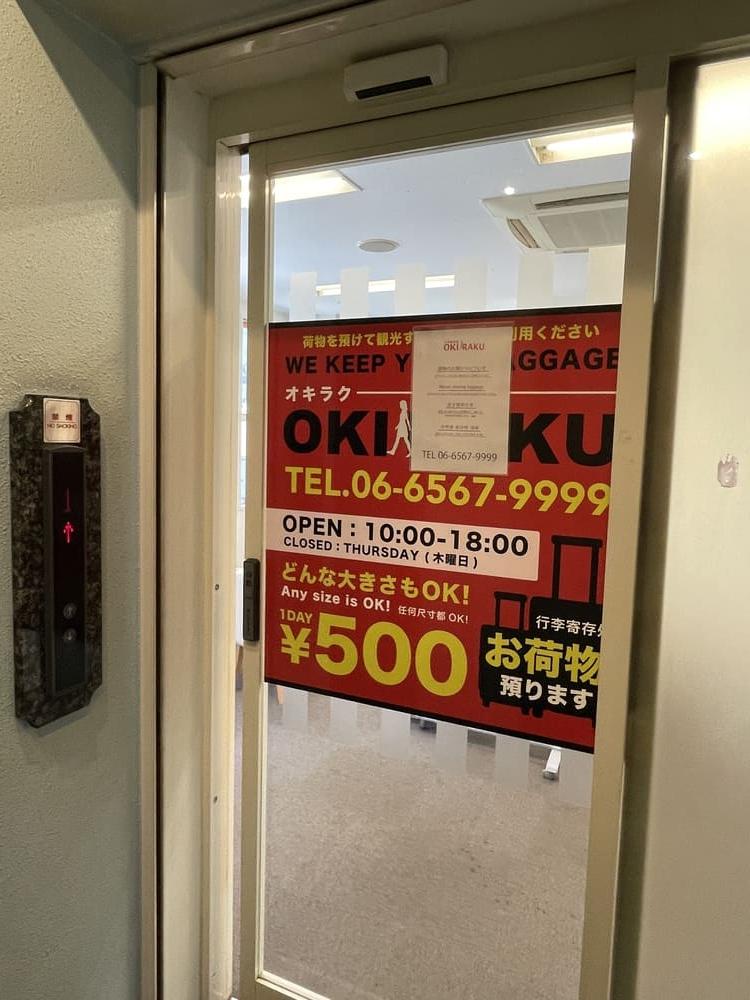 禁煙
NO SMOKING
荷物を預けて観光す
用ください
WE KEEP Y
AGGAGE
オキラク
OKI
KU
TEL.06-6567-9999
OKI RAKU
TEL 06-6567-9999
OPEN : 10:00-18:00
CLOSED : THURSDAY ( 木曜日 )
どんな大きさもOK!
Any size is OK! 任何尺寸都 OK!
1DAY
¥500
行李寄存
お荷物
預ります